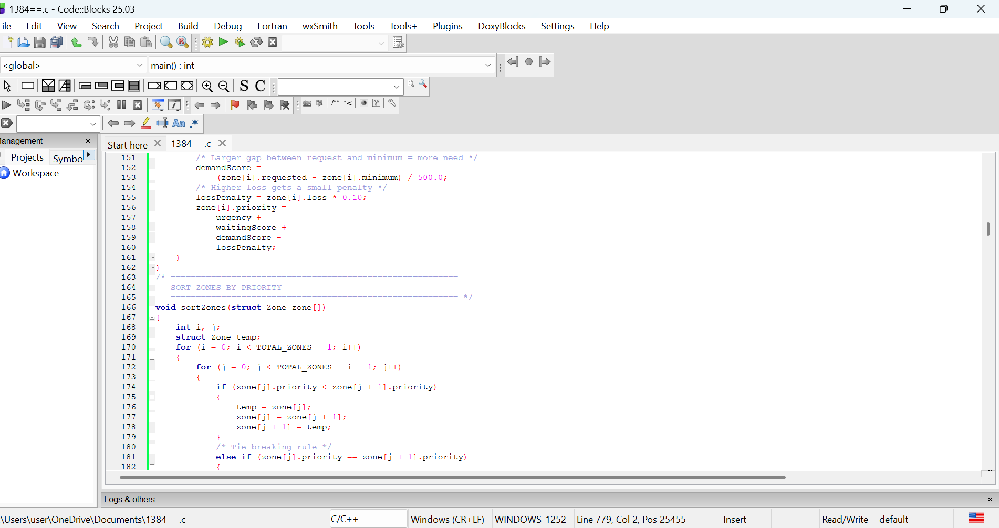 1384==.c - Code::Blocks 25.03
File Edit View Search Project Build Debug Fortran wxSmith Tools Tools+ Plugins DoxyBlocks Settings Help
<global> main() : int
S C
/** *<
Aa .*
Management
Projects Symbo
Workspace
Start here 1384==.c
151 /* Larger gap between request and minimum = more need */
152 demandScore =
153 (zone[i].requested - zone[i].minimum) / 500.0;
154 /* Higher loss gets a small penalty */
155 lossPenalty = zone[i].loss * 0.10;
156 zone[i].priority =
157 urgency +
158 waitingScore +
159 demandScore -
160 lossPenalty;
161 }
162 }
163 /* =========================================================
164 SORT ZONES BY PRIORITY
165 ========================================================= */
166 void sortZones(struct Zone zone[])
167 {
168 int i, j;
169 struct Zone temp;
170 for (i = 0; i < TOTAL_ZONES - 1; i++)
171 {
172 for (j = 0; j < TOTAL_ZONES - i - 1; j++)
173 {
174 if (zone[j].priority < zone[j + 1].priority)
175 {
176 temp = zone[j];
177 zone[j] = zone[j + 1];
178 zone[j + 1] = temp;
179 }
180 /* Tie-breaking rule */
181 else if (zone[j].priority == zone[j + 1].priority)
182 {
Logs & others
\Users\user\OneDrive\Documents\1384==.c C/C++ Windows (CR+LF) WINDOWS-1252 Line 779, Col 2, Pos 25455 Insert Read/Write default